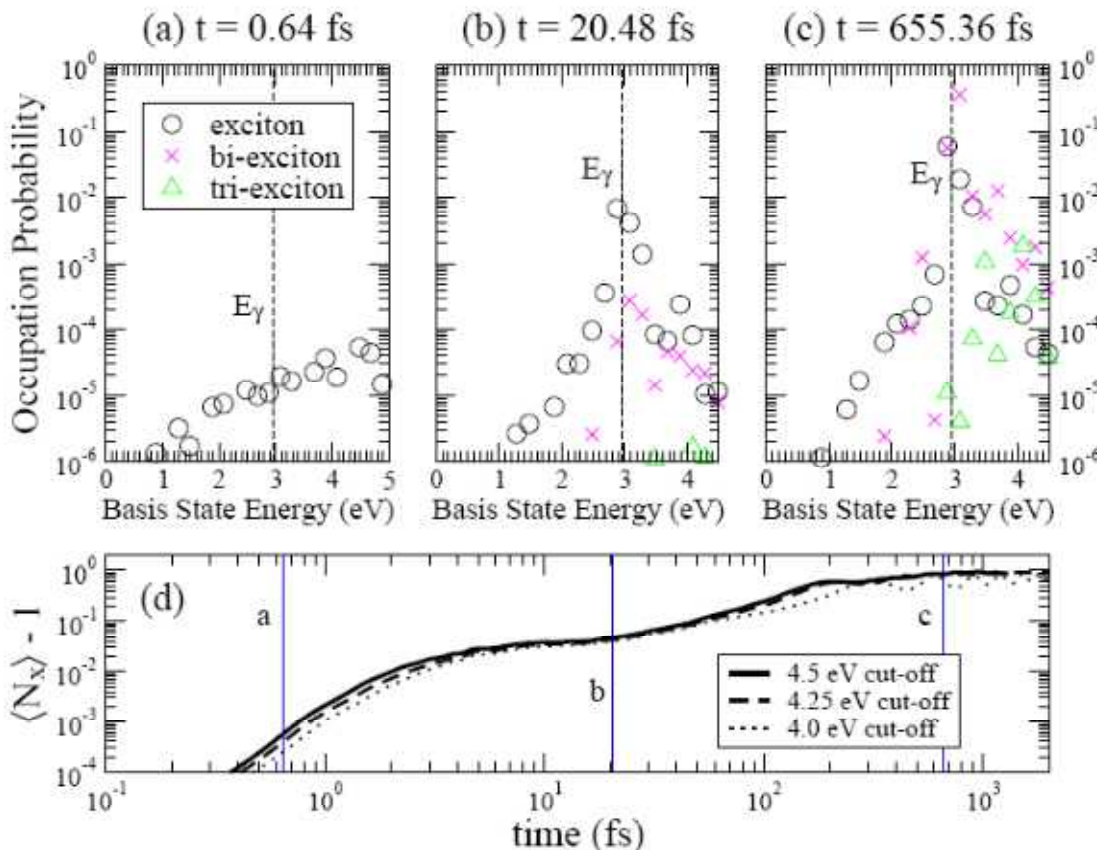 (a) t = 0.64 fs
(b) t = 20.48 fs
(c) t = 655.36 fs
Occupation Probability
10^0
10^-1
10^-2
10^-3
10^-4
10^-5
10^-6
exciton
bi-exciton
tri-exciton
E_γ
0 1 2 3 4 5
Basis State Energy (eV)
E_γ
0 1 2 3 4
Basis State Energy (eV)
E_γ
0 1 2 3 4
Basis State Energy (eV)
10^0
10^-1
10^-2
10^-3
10^-4
10^-5
10^-6
⟨N_x⟩ - 1
10^0
10^-1
10^-2
10^-3
10^-4
(d)
a
b
c
4.5 eV cut-off
4.25 eV cut-off
4.0 eV cut-off
10^-1 10^0 10^1 10^2 10^3
time (fs)